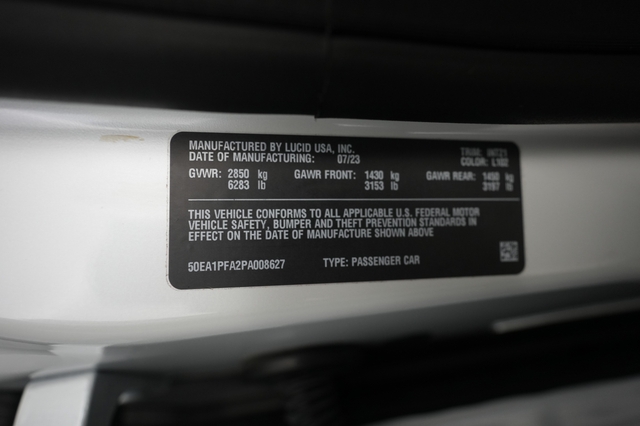 MANUFACTURED BY LUCID USA, INC. TRIM: INT21
DATE OF MANUFACTURING: 07/23 COLOR: L102
GVWR: 2850 kg GAWR FRONT: 1430 kg GAWR REAR: 1450 kg
6283 lb 3153 lb 3197 lb
THIS VEHICLE CONFORMS TO ALL APPLICABLE U.S. FEDERAL MOTOR
VEHICLE SAFETY, BUMPER AND THEFT PREVENTION STANDARDS IN
EFFECT ON THE DATE OF MANUFACTURE SHOWN ABOVE
50EA1PFA2PA008627 TYPE: PASSENGER CAR